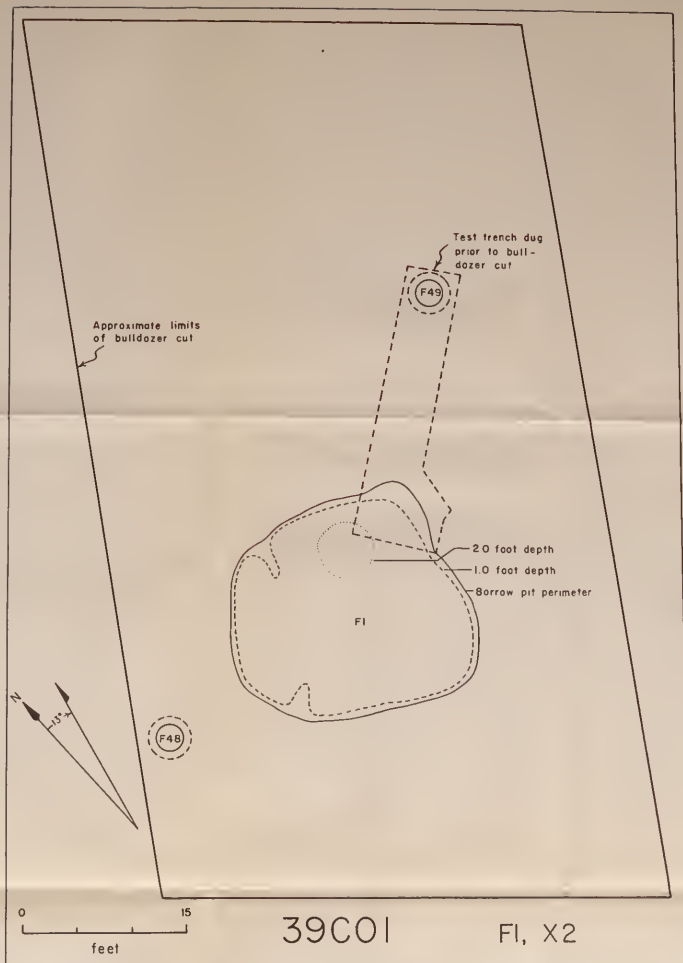 Test trench dug
prior to bull-
dozer cut
F49
Approximate limits
of bulldozer cut
2.0 foot depth
1.0 foot depth
Borrow pit perimeter
F1
N
13°
F48
0 15
feet
39CO1
F1, X2